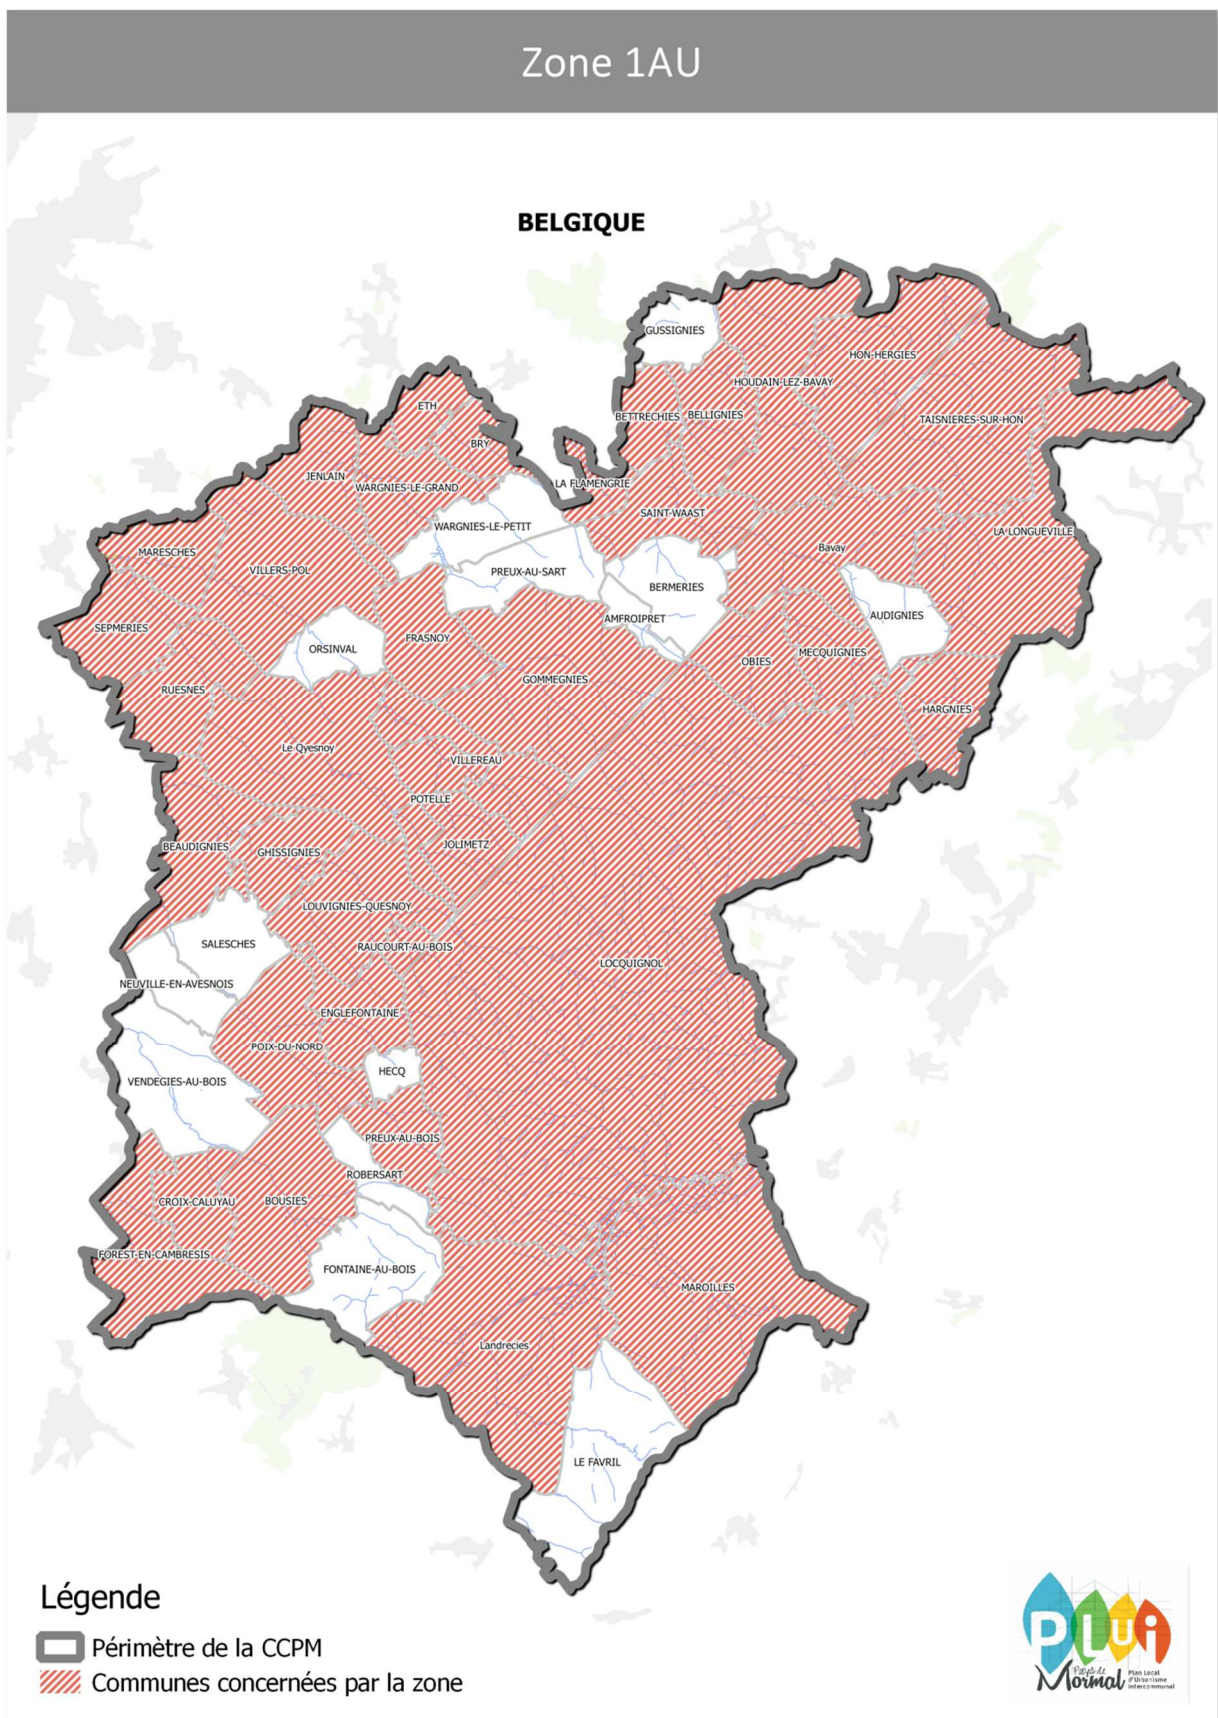 Zone 1AU
BELGIQUE
GUSSIGNIES
HON-HERGIES
HOUDAIN-LEZ-BAVAY
ETH
BETTRECHIES
BELLIGNIES
TAISNIERES-SUR-HON
BRY
JENLAIN
WARGNIES-LE-GRAND
LA FLAMENGRIE
SAINT-WAAST
WARGNIES-LE-PETIT
LA LONGUEVILLE
MARESCHES
Bavay
VILLERS-POL
PREUX-AU-SART
BERMERIES
AUDIGNIES
AMFROIPRET
SEPMERIES
FRASNOY
ORSINVAL
MECQUIGNIES
OBIES
GOMMEGNIES
RUESNES
HARGNIES
Le Qyesnoy
VILLEREAU
POTELLE
JOLIMETZ
BEAUDIGNIES
GHISSIGNIES
LOUVIGNIES-QUESNOY
SALESCHES
RAUCOURT-AU-BOIS
LOCQUIGNOL
NEUVILLE-EN-AVESNOIS
ENGLEFONTAINE
POIX-DU-NORD
HECQ
VENDEGIES-AU-BOIS
PREUX-AU-BOIS
ROBERSART
CROIX-CALUYAU
BOUSIES
FOREST-EN-CAMBRESIS
FONTAINE-AU-BOIS
MAROILLES
Landrecies
LE FAVRIL
Légende
Périmètre de la CCPM
Communes concernées par la zone
PLUi
Pays de
Mormal
Plan Local
d'Urbanisme
intercommunal